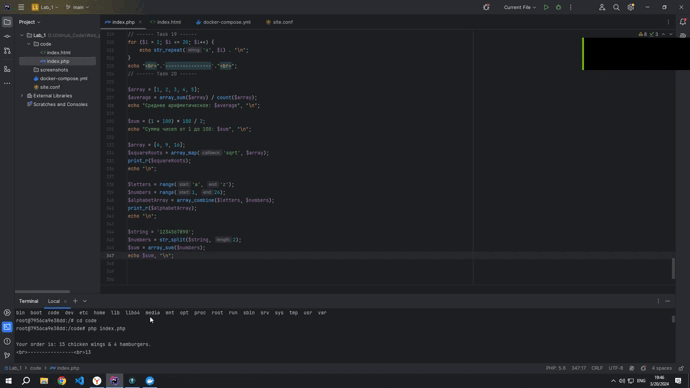 Lab_1
main
Current File
Project
index.php
index.html
docker-compose.yml
site.conf
Lab_1
code
index.html
index.php
screenshots
docker-compose.yml
site.conf
External Libraries
Scratches and Consoles
// ------ Task 19 ------
for ($i = 1; $i <= 20; $i++) {
echo str_repeat( 'x', $i) . "\n";
}
echo "<br>".'----------------'."<br>";
// ------ Task 20 ------
$array = [1, 2, 3, 4, 5];
$average = array_sum($array) / count($array);
echo "Среднее арифметическое: $average", "\n";
$sum = (1 + 100) * 100 / 2;
echo "Сумма чисел от 1 до 100: $sum", "\n";
$array = [4, 9, 16];
$squareRoots = array_map( callback: 'sqrt', $array);
print_r($squareRoots);
echo "\n";
$letters = range( start: 'a', end: 'z');
$numbers = range( start: 1, end: 26);
$alphabetArray = array_combine($letters, $numbers);
print_r($alphabetArray);
echo "\n";
$string = '1234567890';
$numbers = str_split($string, length: 2);
$sum = array_sum($numbers);
echo $sum, "\n";
347
Terminal
Local
bin boot code dev etc home lib lib64 media mnt opt proc root run sbin srv sys tmp usr var
root@7956ca9e38dd:/# cd code
root@7956ca9e38dd:/code# php index.php
Your order is: 15 chicken wings & 4 hamburgers.
<br>----------------<br>13
Lab_1
code
index.php
PHP: 5.6
347:17
CRLF
UTF-8
4 spaces
19:46
3/20/2024